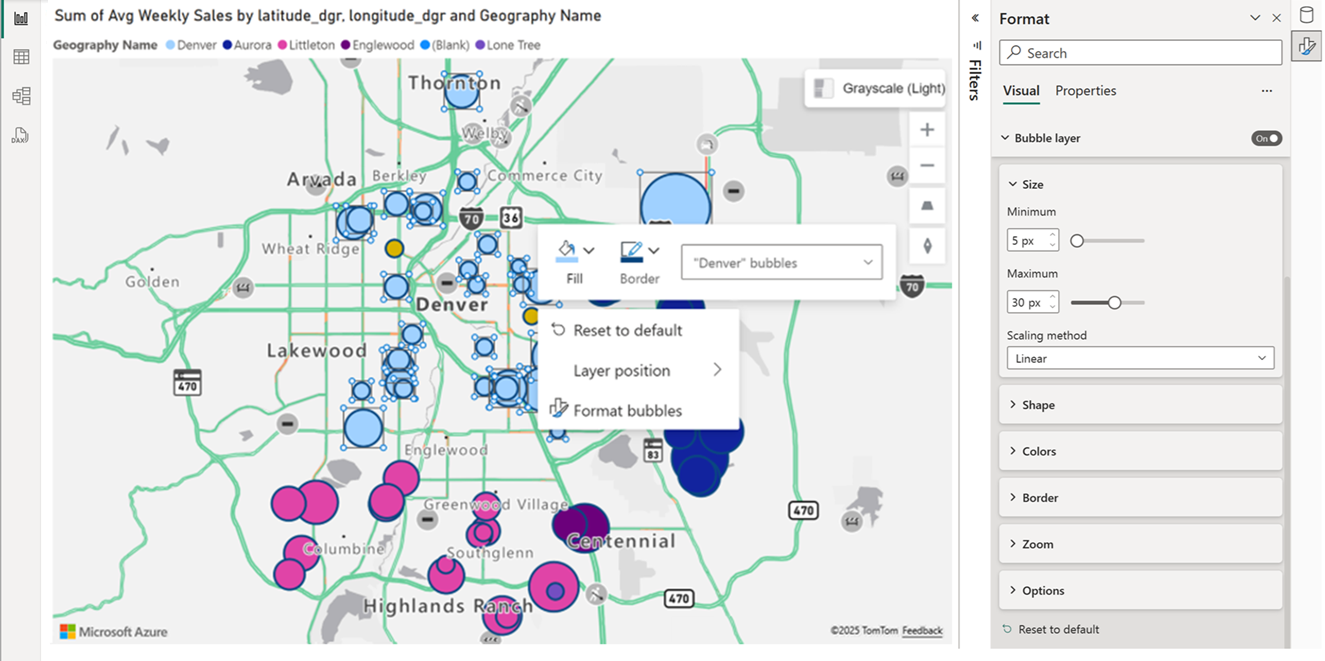 Sum of Avg Weekly Sales by latitude_dgr, longitude_dgr and Geography Name
Geography Name Denver Aurora Littleton Englewood (Blank) Lone Tree
Thornton
Grayscale (Light)
Welby
Arvada
Berkley
Commerce City
70
36
Wheat Ridge
Golden
Denver
70
Lakewood
470
Englewood
83
Greenwood Village
470
Columbine
Southglenn
Centennial
Highlands Ranch
470
Microsoft Azure
©2025 TomTom Feedback
Fill
Border
"Denver" bubbles
Reset to default
Layer position
Format bubbles
DAX
Filters
Format
Search
Visual
Properties
Bubble layer
On
Size
Minimum
5 px
Maximum
30 px
Scaling method
Linear
Shape
Colors
Border
Zoom
Options
Reset to default